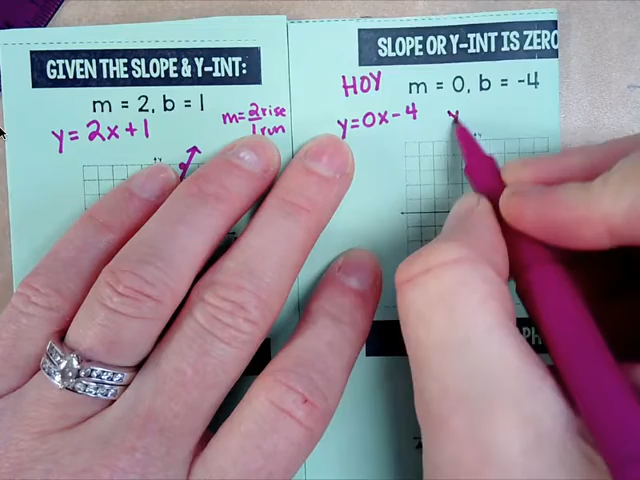 GIVEN THE SLOPE & Y-INT:
m = 2, b = 1
y = 2x + 1
m = 2 rise
1 run
SLOPE OR Y-INT IS ZERO
HOY m = 0, b = -4
y = 0x - 4 y